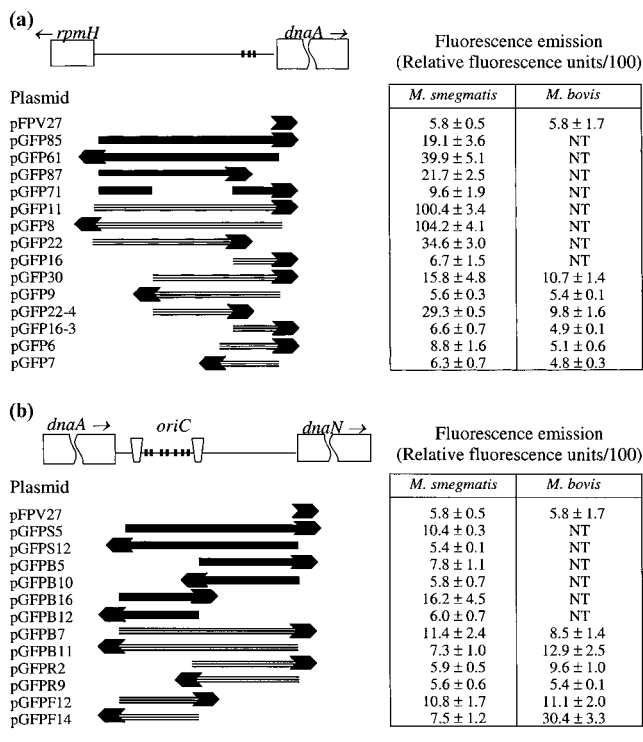 (a)
← rpmH
dnaA →
Fluorescence emission
(Relative fluorescence units/100)
Plasmid
M. smegmatis M. bovis
pFPV27 5.8 ± 0.5 5.8 ± 1.7
pGFP85 19.1 ± 3.6 NT
pGFP61 39.9 ± 5.1 NT
pGFP87 21.7 ± 2.5 NT
pGFP71 9.6 ± 1.9 NT
pGFP11 100.4 ± 3.4 NT
pGFP8 104.2 ± 4.1 NT
pGFP22 34.6 ± 3.0 NT
pGFP16 6.7 ± 1.5 NT
pGFP30 15.8 ± 4.8 10.7 ± 1.4
pGFP9 5.6 ± 0.3 5.4 ± 0.1
pGFP22-4 29.3 ± 0.5 9.8 ± 1.6
pGFP16-3 6.6 ± 0.7 4.9 ± 0.1
pGFP6 8.8 ± 1.6 5.1 ± 0.6
pGFP7 6.3 ± 0.7 4.8 ± 0.3
(b)
dnaA → oriC dnaN →
Fluorescence emission
(Relative fluorescence units/100)
Plasmid
M. smegmatis M. bovis
pFPV27 5.8 ± 0.5 5.8 ± 1.7
pGFPS5 10.4 ± 0.3 NT
pGFPS12 5.4 ± 0.1 NT
pGFPB5 7.8 ± 1.1 NT
pGFPB10 5.8 ± 0.7 NT
pGFPB16 16.2 ± 4.5 NT
pGFPB12 6.0 ± 0.7 NT
pGFPB7 11.4 ± 2.4 8.5 ± 1.4
pGFPB11 7.3 ± 1.0 12.9 ± 2.5
pGFPR2 5.9 ± 0.5 9.6 ± 1.0
pGFPR9 5.6 ± 0.6 5.4 ± 0.1
pGFPF12 10.8 ± 1.7 11.1 ± 2.0
pGFPF14 7.5 ± 1.2 30.4 ± 3.3